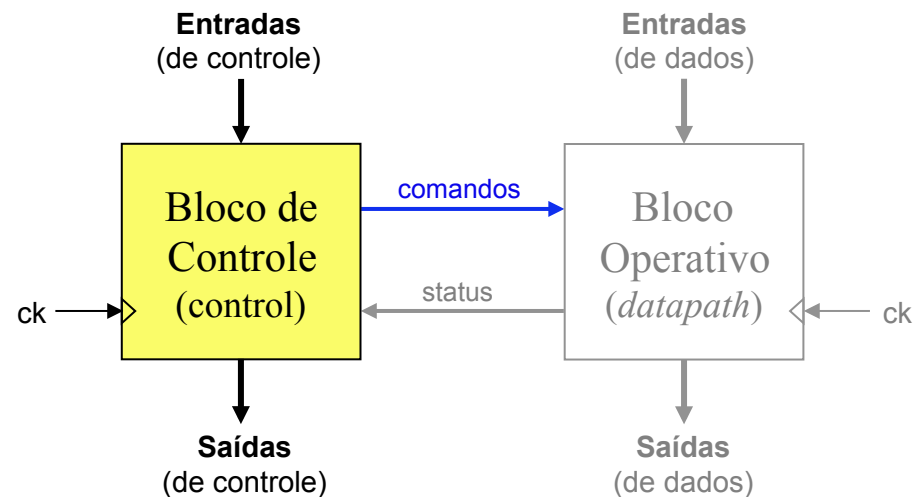 Entradas
(de controle)
Entradas
(de dados)
Bloco de
Controle
(control)
comandos
status
Bloco
Operativo
(datapath)
ck
ck
Saídas
(de controle)
Saídas
(de dados)